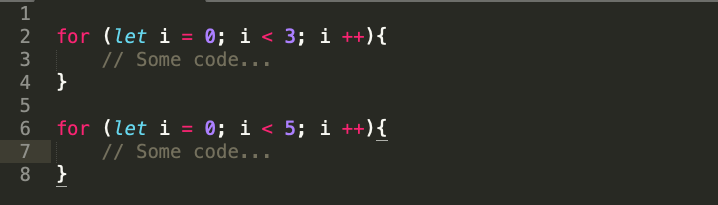 1
2 for (let i = 0; i < 3; i ++){
3     // Some code...
4 }
5
6 for (let i = 0; i < 5; i ++){
7     // Some code...
8 }